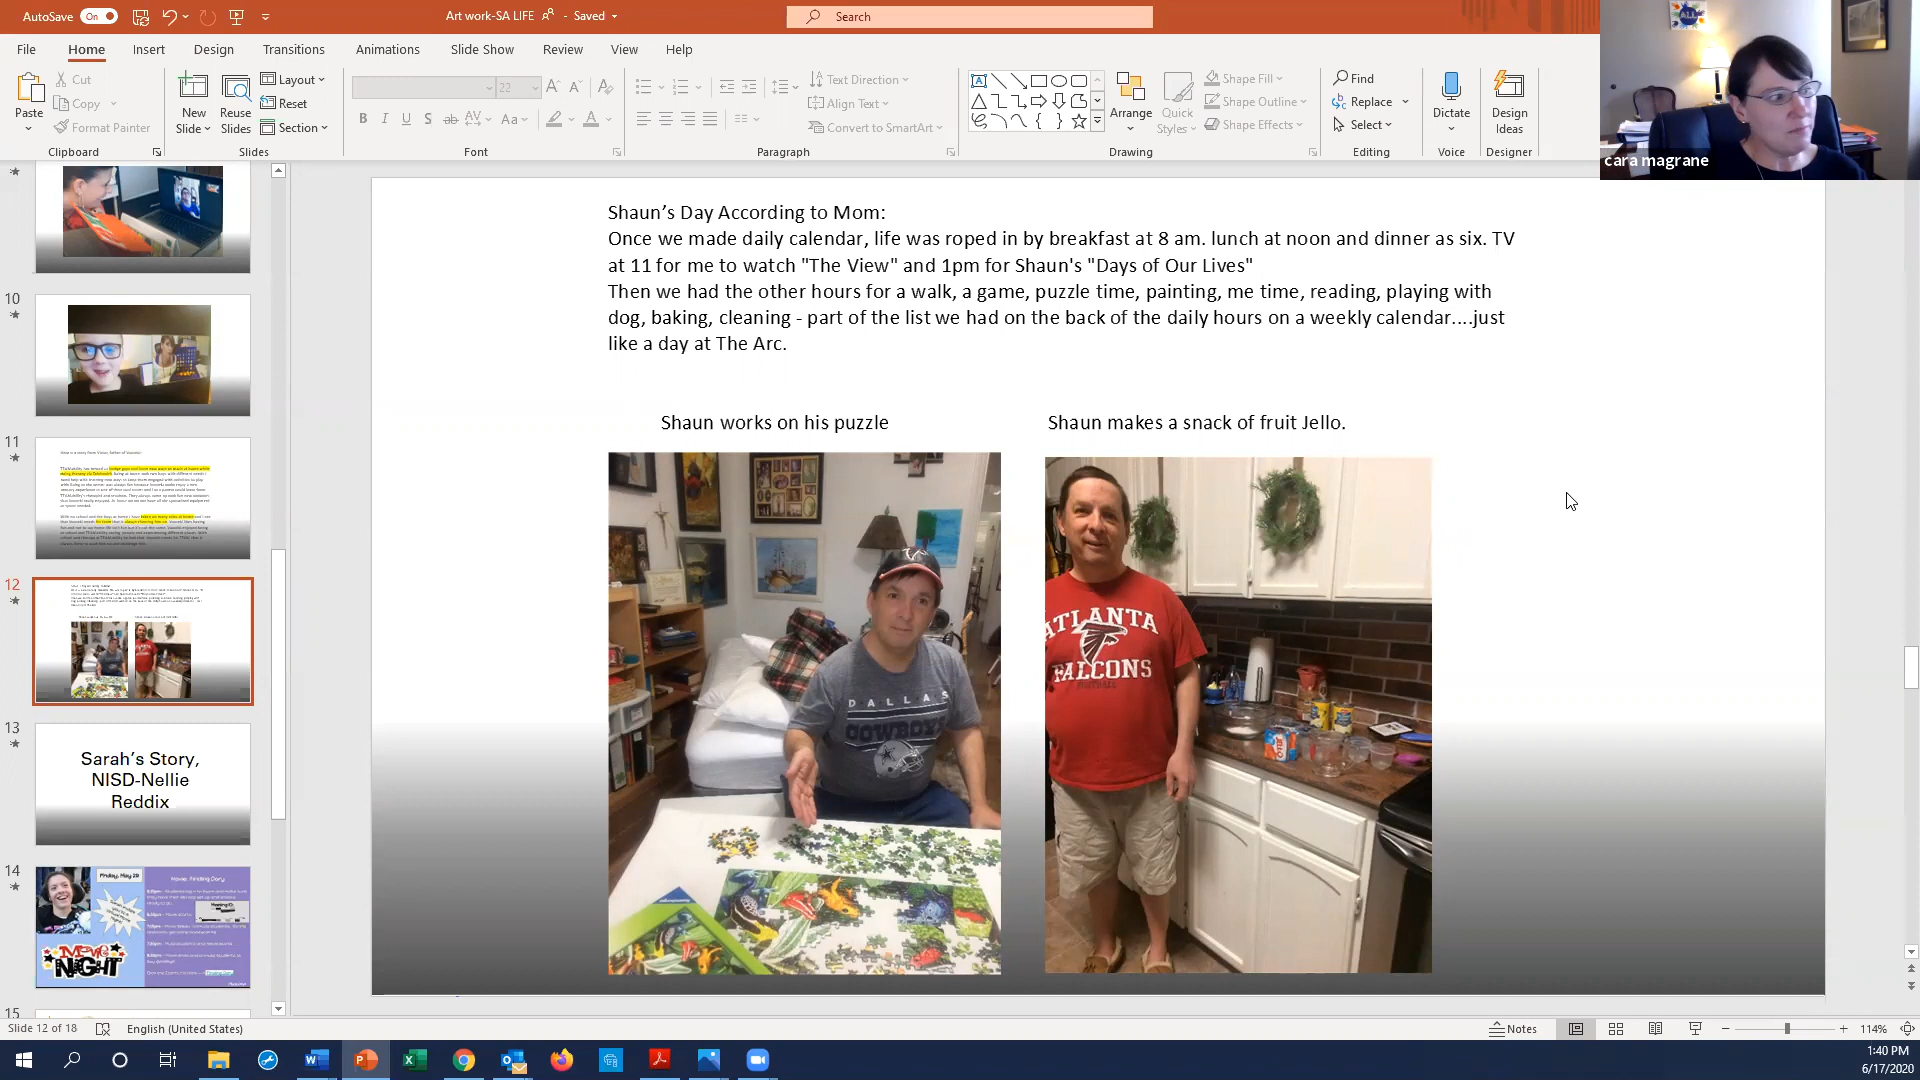 AutoSave On Art work-SA LIFE - Saved Search
File Home Insert Design Transitions Animations Slide Show Review View Help
Paste
Cut
Copy
Format Painter
Clipboard
New Slide
Reuse Slides
Layout
Reset
Section
Slides
22
B I U S ab AV Aa A
Font
Text Direction
Align Text
Convert to SmartArt
Paragraph
Arrange
Quick Styles
Shape Fill
Shape Outline
Shape Effects
Drawing
Find
Replace
Select
Editing
Dictate
Voice
Design Ideas
Designer
cara magrane
10
11
12
13
Sarah's Story,
NISD-Nellie
Reddix
14
Friday, May 29
Movie: Finding Dory
MOVIE
NIGHT
15
Shaun's Day According to Mom:
Once we made daily calendar, life was roped in by breakfast at 8 am. lunch at noon and dinner as six. TV
at 11 for me to watch "The View" and 1pm for Shaun's "Days of Our Lives"
Then we had the other hours for a walk, a game, puzzle time, painting, me time, reading, playing with
dog, baking, cleaning - part of the list we had on the back of the daily hours on a weekly calendar....just
like a day at The Arc.
Shaun works on his puzzle
Shaun makes a snack of fruit Jello.
DALLAS
COWBOYS
ATLANTA
FALCONS
Slide 12 of 18 English (United States) Notes 114%
1:40 PM
6/17/2020